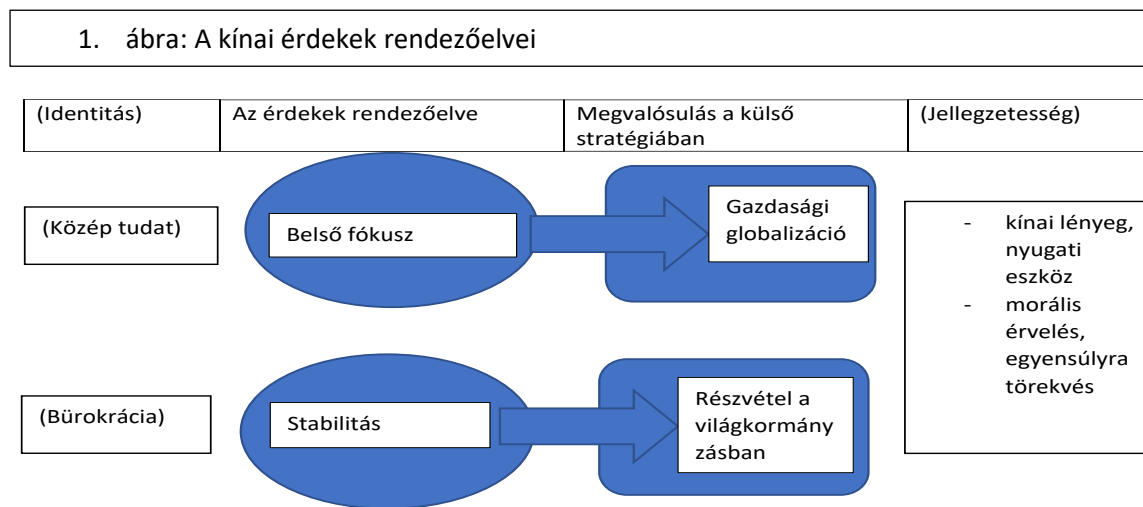 1. ábra: A kínai érdekek rendezőelvei
(Identitás)
Az érdekek rendezőelve
Megvalósulás a külső
stratégiában
(Jellegzetesség)
(Közép tudat)
Belső fókusz
Gazdasági
globalizáció
- kínai lényeg,
nyugati
eszköz
- morális
érvelés,
egyensúlyra
törekvés
(Bürokrácia)
Stabilitás
Részvétel a
világkormány
zásban